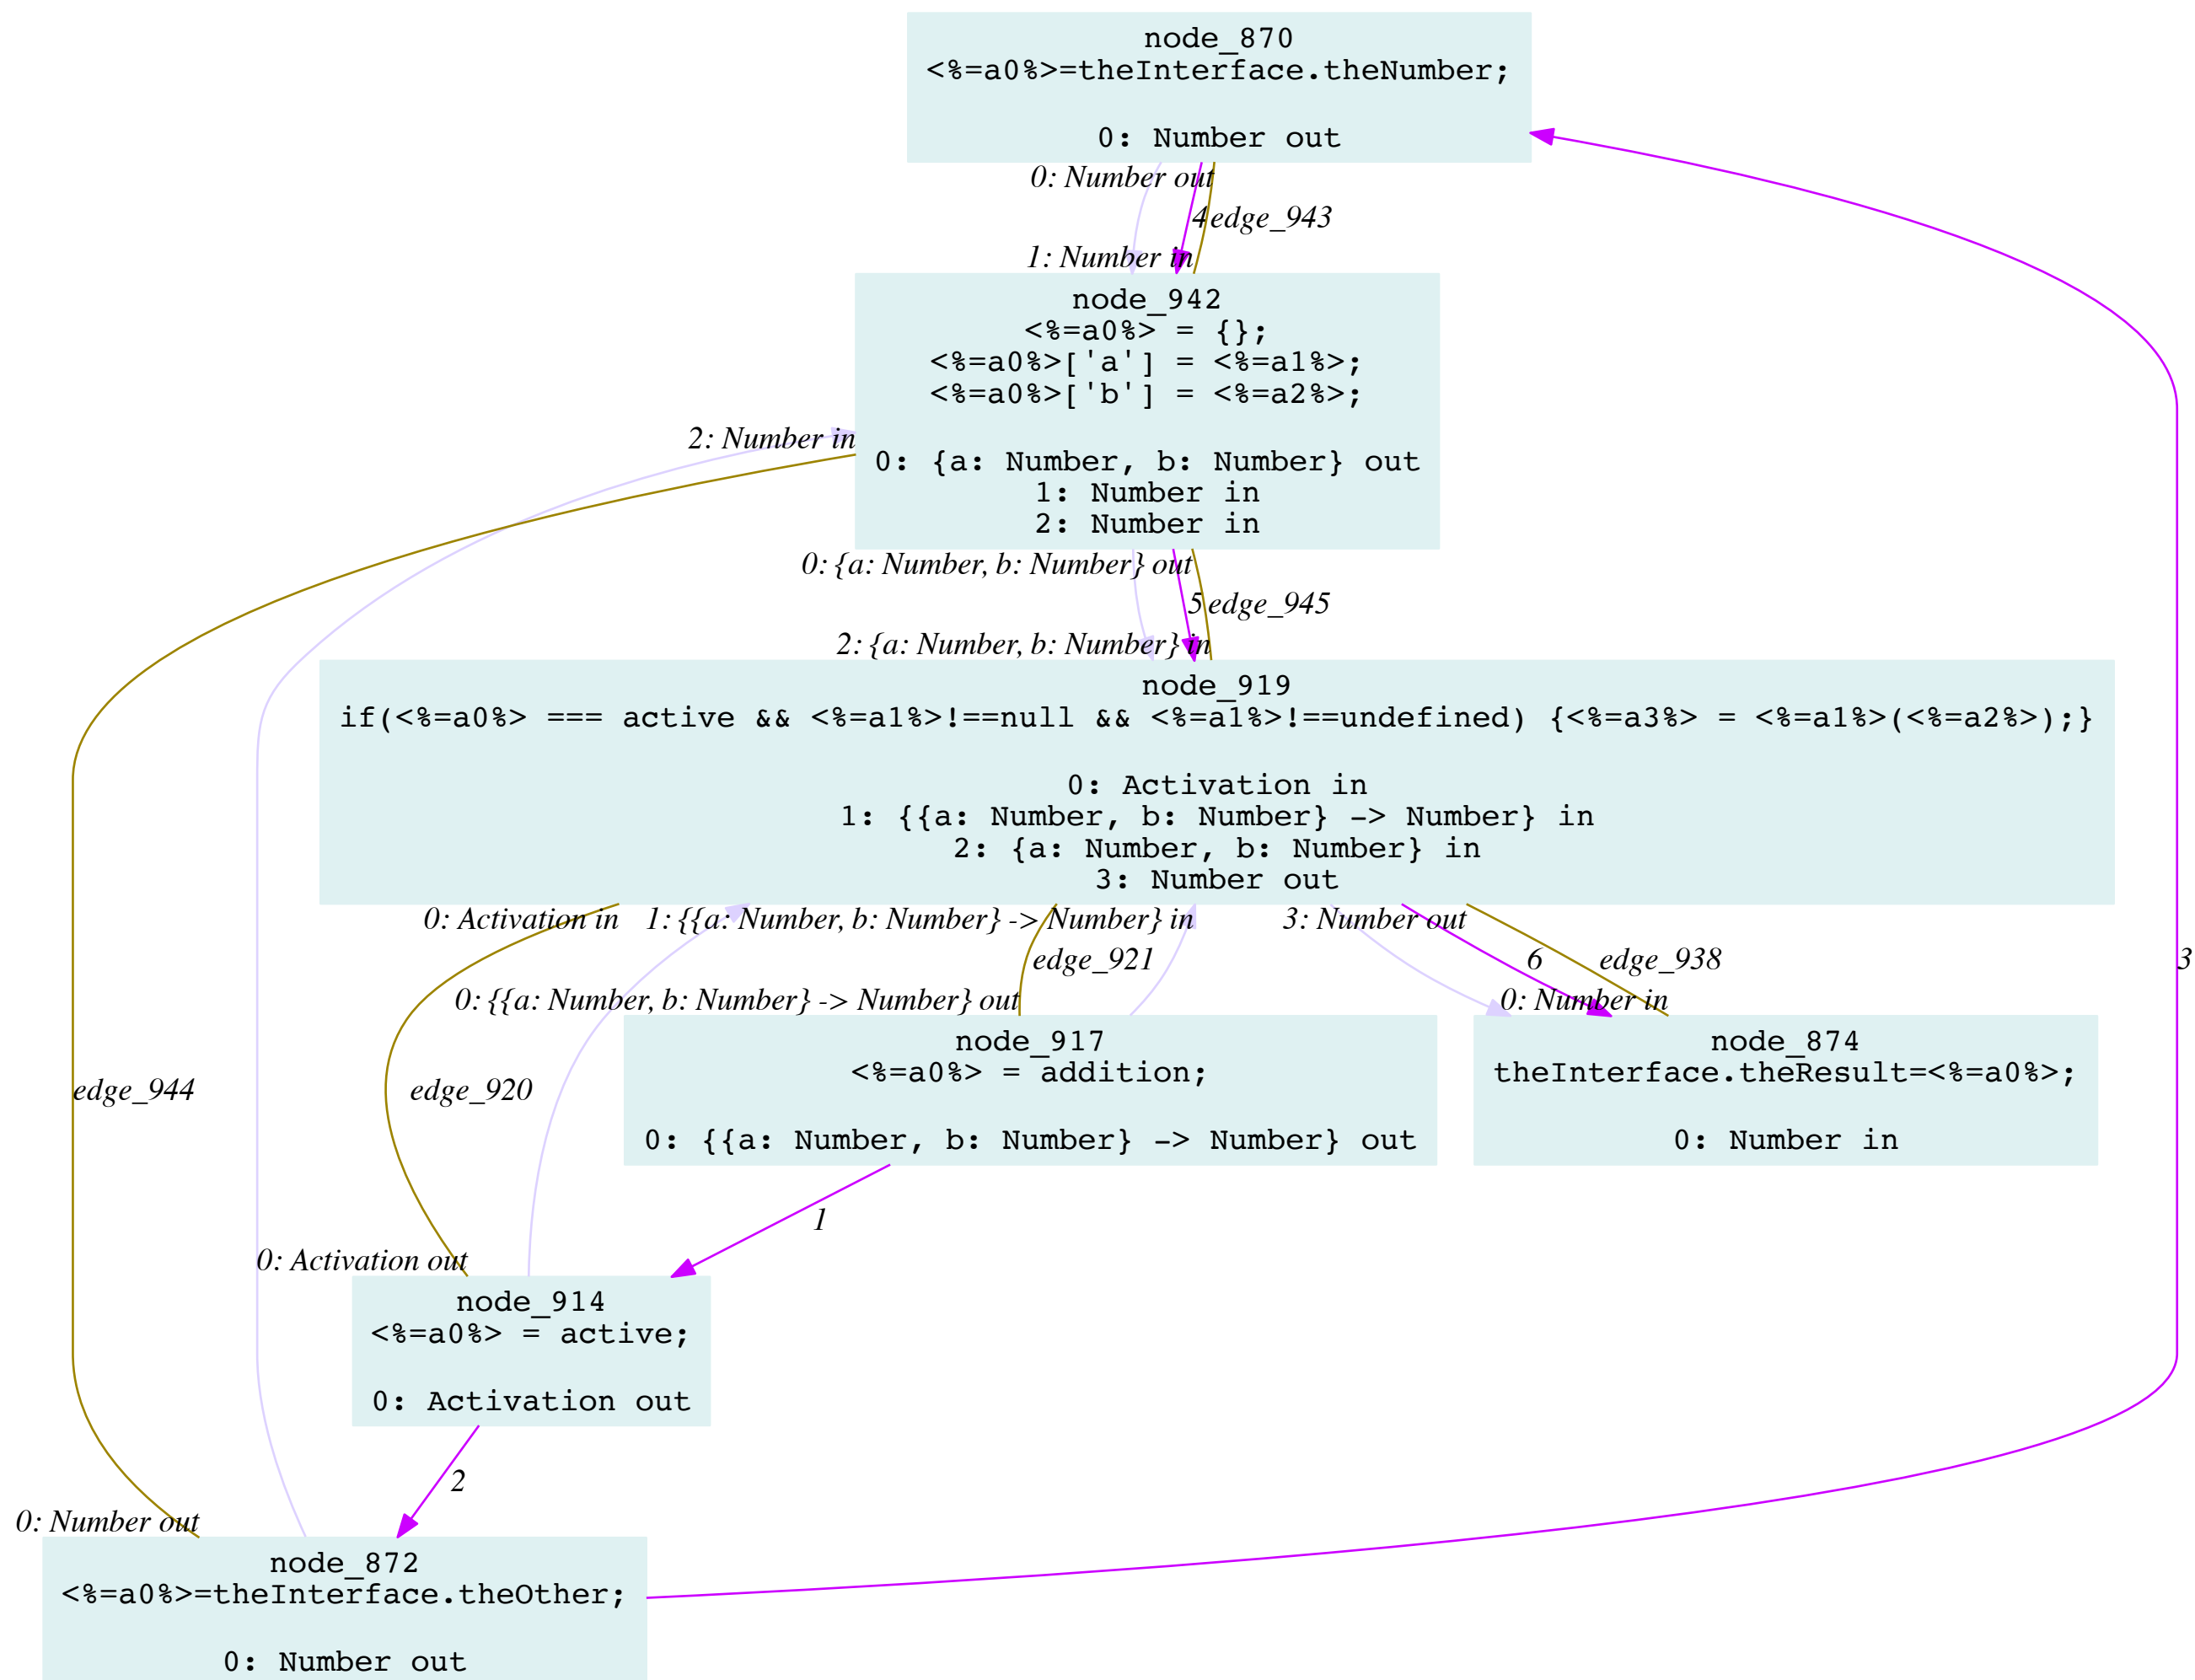 node_870
<%=a0%>=theInterface.theNumber;
0: Number out
0: Number out
4
edge_943
1: Number in
node_942
<%=a0%> = {};
<%=a0%>['a'] = <%=a1%>;
<%=a0%>['b'] = <%=a2%>;
2: Number in
0: {a: Number, b: Number} out
1: Number in
2: Number in
0: {a: Number, b: Number} out
5
edge_945
2: {a: Number, b: Number} in
node_919
if(<%=a0%> === active && <%=a1%>!==null && <%=a1%>!==undefined) {<%=a3%> = <%=a1%>(<%=a2%>);}
0: Activation in
1: {{a: Number, b: Number} -> Number} in
2: {a: Number, b: Number} in
3: Number out
0: Activation in
1: {{a: Number, b: Number} -> Number} in
3: Number out
edge_921
6
edge_938
3
0: {{a: Number, b: Number} -> Number} out
0: Number in
node_917
<%=a0%> = addition;
0: {{a: Number, b: Number} -> Number} out
node_874
theInterface.theResult=<%=a0%>;
0: Number in
edge_944
edge_920
1
0: Activation out
node_914
<%=a0%> = active;
0: Activation out
2
0: Number out
node_872
<%=a0%>=theInterface.theOther;
0: Number out